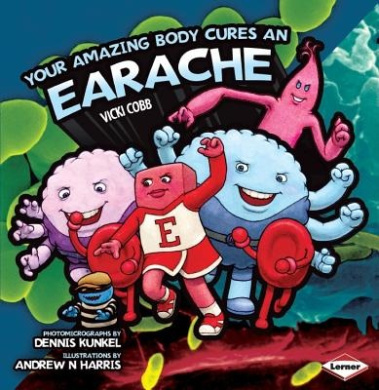 YOUR AMAZING BODY CURES AN
EARACHE
VICKI COBB
E
PHOTOMICROGRAPHS BY
DENNIS KUNKEL
ILLUSTRATIONS BY
ANDREW N HARRIS
Lerner